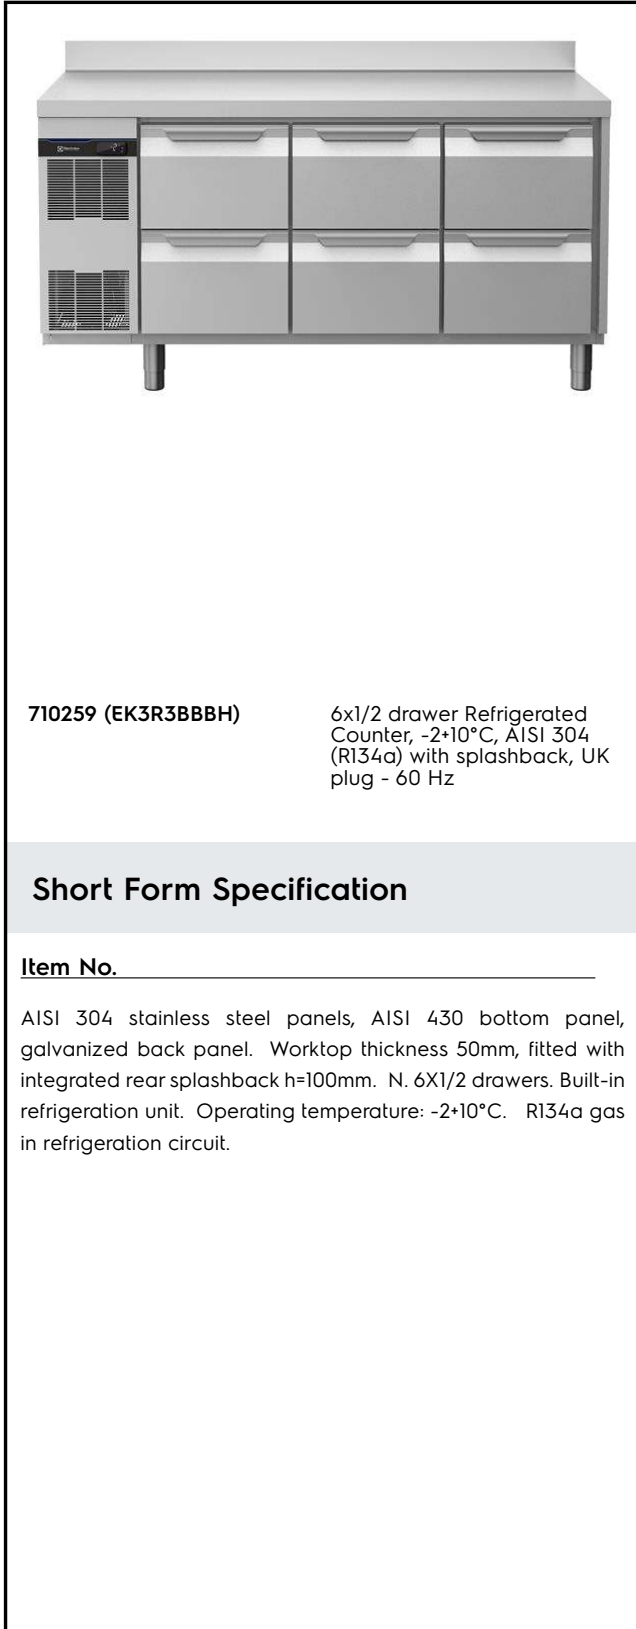 Electrolux
-2
710259 (EK3R3BBBH)
6x1/2 drawer Refrigerated
Counter, -2+10°C, AISI 304
(R134a) with splashback, UK
plug - 60 Hz
Short Form Specification
Item No.
AISI 304 stainless steel panels, AISI 430 bottom panel,
galvanized back panel. Worktop thickness 50mm, fitted with
integrated rear splashback h=100mm. N. 6X1/2 drawers. Built-in
refrigeration unit. Operating temperature: -2+10°C. R134a gas
in refrigeration circuit.